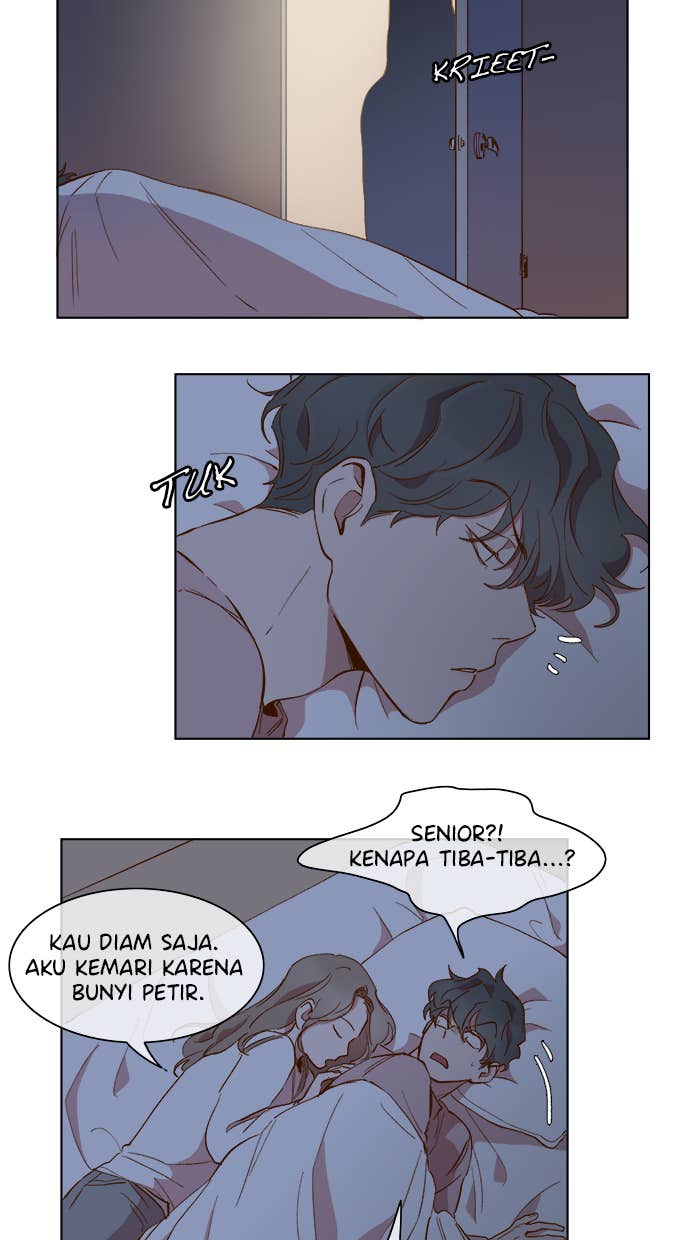 KRIEET-
TUK
SENIOR?!
KENAPA TIBA-TIBA...?
KAU DIAM SAJA.
AKU KEMARI KARENA
BUNYI PETIR.